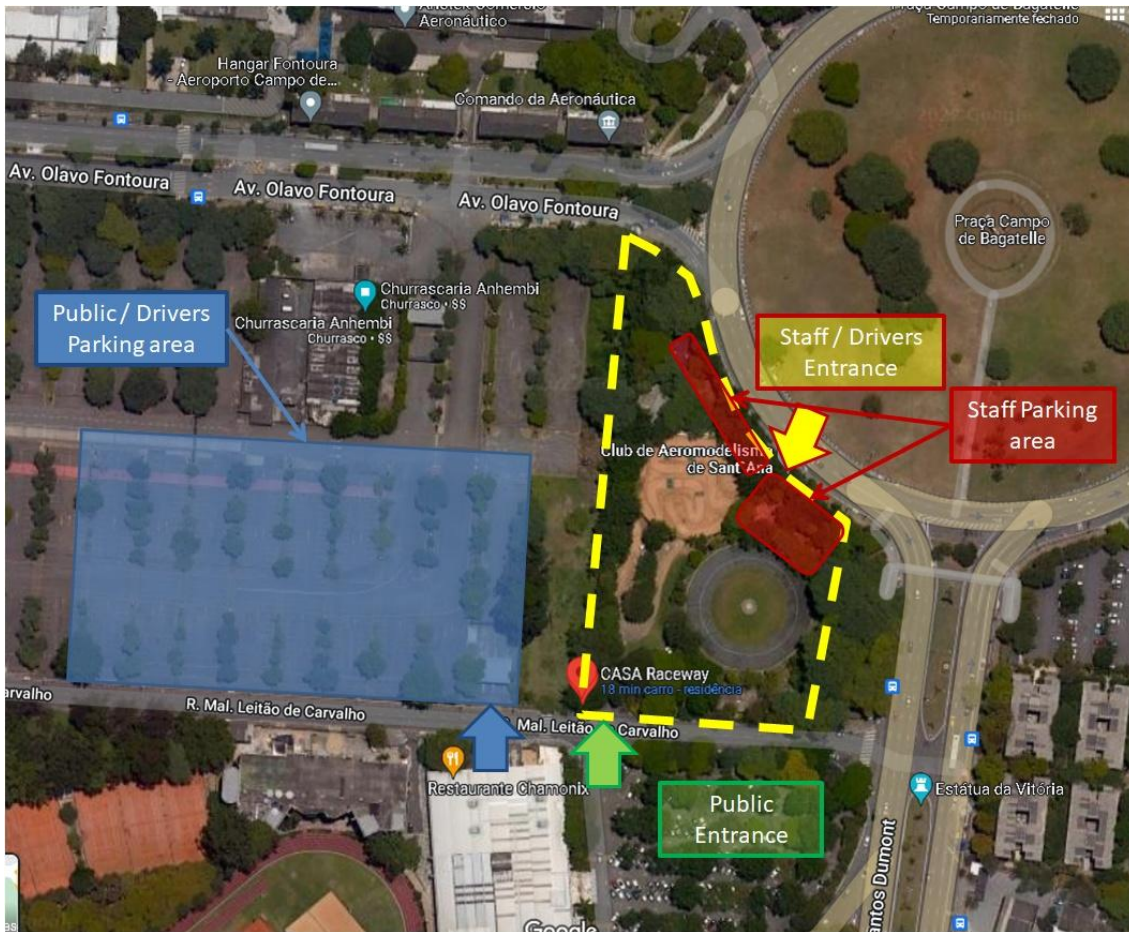 Aeronáutico
Praça Campo de Bagatelle
Temporariamente fechado
Hangar Fontoura
- Aeroporto Campo de...
Comando da Aeronáutica
Av. Olavo Fontoura
Av. Olavo Fontoura
Av. Olavo Fontoura
Praça Campo
de Bagatelle
Churrascaria Anhembi
Churrasco • $$
Churrascaria Anhembi
Churrasco • $$
Public / Drivers
Parking area
Staff / Drivers
Entrance
Staff Parking
area
Club de Aeromodelismo
de Sant'Ana
CASA Raceway
18 min carro - residência
arvalho
R. Mal. Leitão de Carvalho
Mal. Leitão de Carvalho
Restaurante Chamonix
Public
Entrance
Estátua da Vitória
antos Dumont
Google